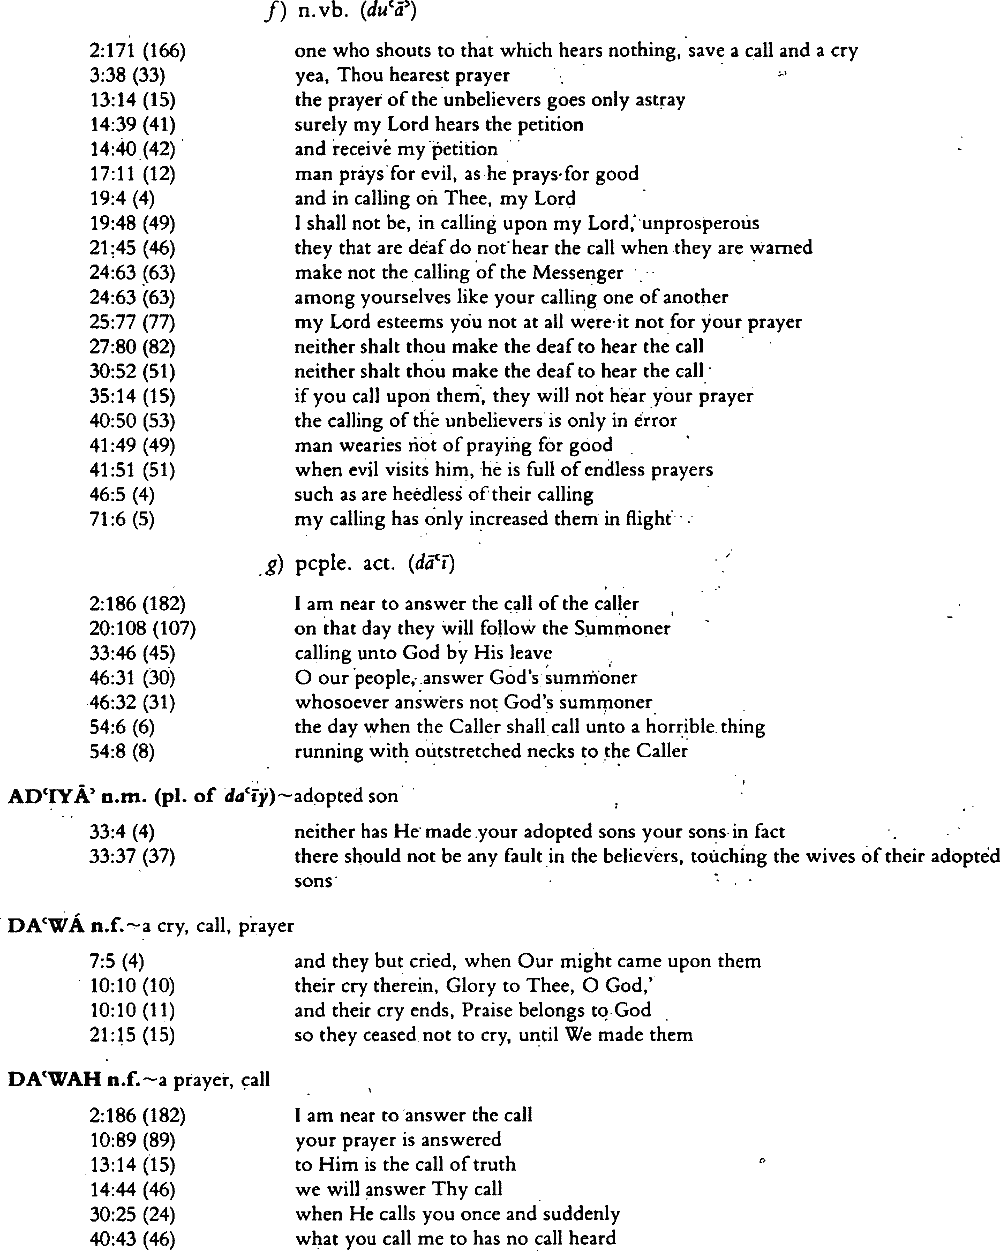 f) n.vb. (duʿāʾ)
2:171 (166) one who shouts to that which hears nothing, save a call and a cry
3:38 (33) yea, Thou hearest prayer
13:14 (15) the prayer of the unbelievers goes only astray
14:39 (41) surely my Lord hears the petition
14:40 (42) and receive my petition
17:11 (12) man prays for evil, as he prays for good
19:4 (4) and in calling on Thee, my Lord
19:48 (49) I shall not be, in calling upon my Lord, unprosperous
21:45 (46) they that are deaf do not hear the call when they are warned
24:63 (63) make not the calling of the Messenger
24:63 (63) among yourselves like your calling one of another
25:77 (77) my Lord esteems you not at all were it not for your prayer
27:80 (82) neither shalt thou make the deaf to hear the call
30:52 (51) neither shalt thou make the deaf to hear the call
35:14 (15) if you call upon them, they will not hear your prayer
40:50 (53) the calling of the unbelievers is only in error
41:49 (49) man wearies not of praying for good
41:51 (51) when evil visits him, he is full of endless prayers
46:5 (4) such as are heedless of their calling
71:6 (5) my calling has only increased them in flight
g) pcple. act. (dāʿī)
2:186 (182) I am near to answer the call of the caller
20:108 (107) on that day they will follow the Summoner
33:46 (45) calling unto God by His leave
46:31 (30) O our people, answer God's summoner
46:32 (31) whosoever answers not God's summoner
54:6 (6) the day when the Caller shall call unto a horrible thing
54:8 (8) running with outstretched necks to the Caller
ADʿIYĀʾ n.m. (pl. of daʿīy)~adopted son
33:4 (4) neither has He made your adopted sons your sons in fact
33:37 (37) there should not be any fault in the believers, touching the wives of their adopted
sons
DAʿWÁ n.f.~a cry, call, prayer
7:5 (4) and they but cried, when Our might came upon them
10:10 (10) their cry therein, Glory to Thee, O God,'
10:10 (11) and their cry ends, Praise belongs to God
21:15 (15) so they ceased not to cry, until We made them
DAʿWAH n.f.~a prayer, call
2:186 (182) I am near to answer the call
10:89 (89) your prayer is answered
13:14 (15) to Him is the call of truth
14:44 (46) we will answer Thy call
30:25 (24) when He calls you once and suddenly
40:43 (46) what you call me to has no call heard